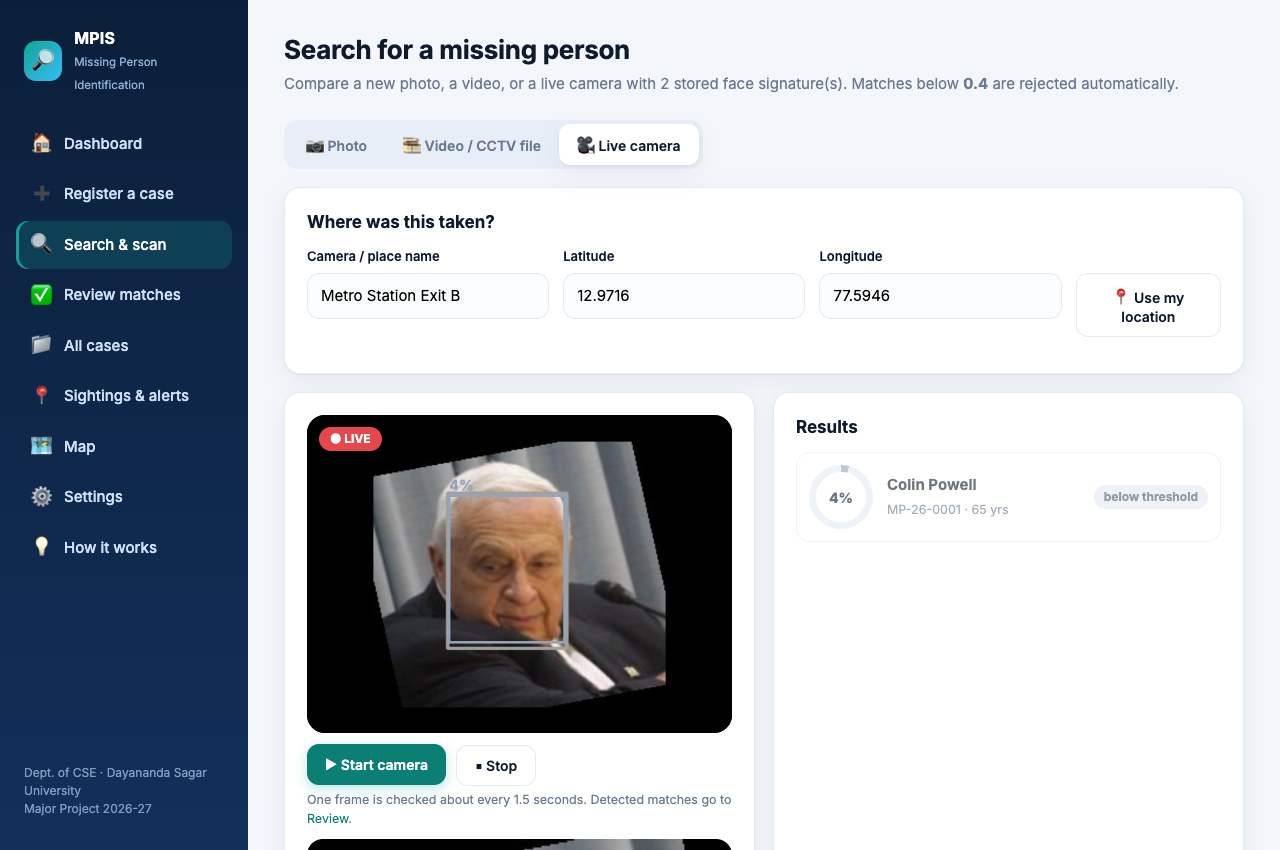 MPIS
Missing Person
Identification
Dashboard
Register a case
Search & scan
Review matches
All cases
Sightings & alerts
Map
Settings
How it works
Dept. of CSE · Dayananda Sagar
University
Major Project 2026-27
Search for a missing person
Compare a new photo, a video, or a live camera with 2 stored face signature(s). Matches below 0.4 are rejected automatically.
Photo
Video / CCTV file
Live camera
Where was this taken?
Camera / place name
Latitude
Longitude
Metro Station Exit B
12.9716
77.5946
Use my
location
LIVE
4%
Start camera
Stop
One frame is checked about every 1.5 seconds. Detected matches go to
Review.
Results
4%
Colin Powell
MP-26-0001 · 65 yrs
below threshold